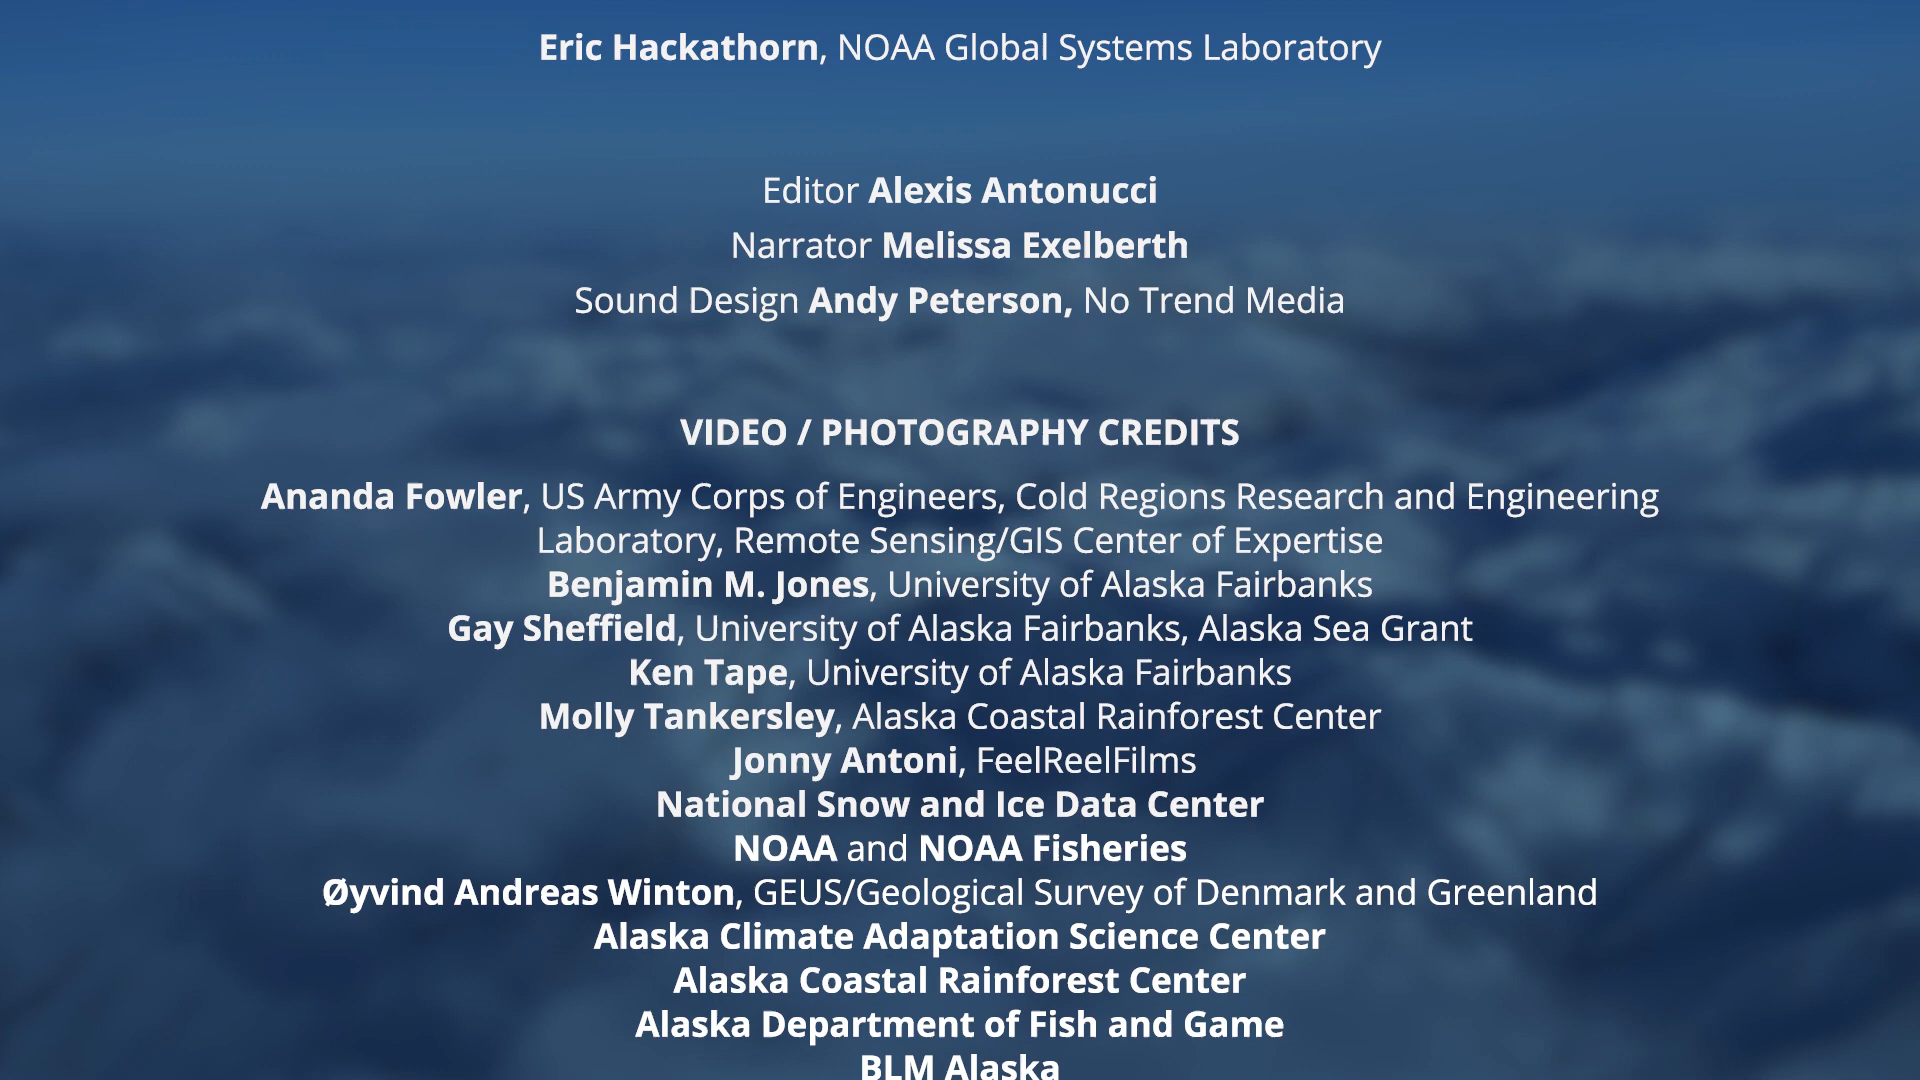 Eric Hackathorn, NOAA Global Systems Laboratory
Editor Alexis Antonucci
Narrator Melissa Exelberth
Sound Design Andy Peterson, No Trend Media
VIDEO / PHOTOGRAPHY CREDITS
Ananda Fowler, US Army Corps of Engineers, Cold Regions Research and Engineering
Laboratory, Remote Sensing/GIS Center of Expertise
Benjamin M. Jones, University of Alaska Fairbanks
Gay Sheffield, University of Alaska Fairbanks, Alaska Sea Grant
Ken Tape, University of Alaska Fairbanks
Molly Tankersley, Alaska Coastal Rainforest Center
Jonny Antoni, FeelReelFilms
National Snow and Ice Data Center
NOAA and NOAA Fisheries
Øyvind Andreas Winton, GEUS/Geological Survey of Denmark and Greenland
Alaska Climate Adaptation Science Center
Alaska Coastal Rainforest Center
Alaska Department of Fish and Game
BLM Alaska